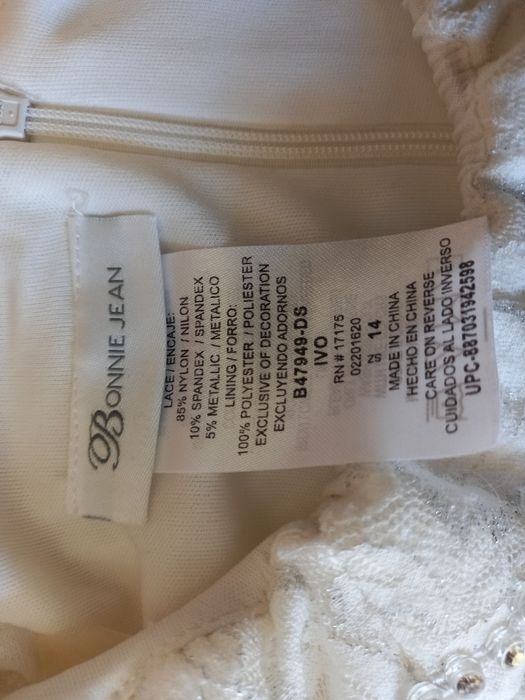 BONNIE JEAN
LACE / ENCAJE:
85% NYLON / NILON
10% SPANDEX / SPANDEX
5% METALLIC / METALICO
LINING / FORRO:
100% POLYESTER / POLIESTER
EXCLUSIVE OF DECORATION
EXCLUYENDO ADORNOS
B47949-DS
IVO
RN # 17175
02201620
14
MADE IN CHINA
HECHO EN CHINA
CARE ON REVERSE
CUIDADOS AL LADO INVERSO
UPC-887031942598